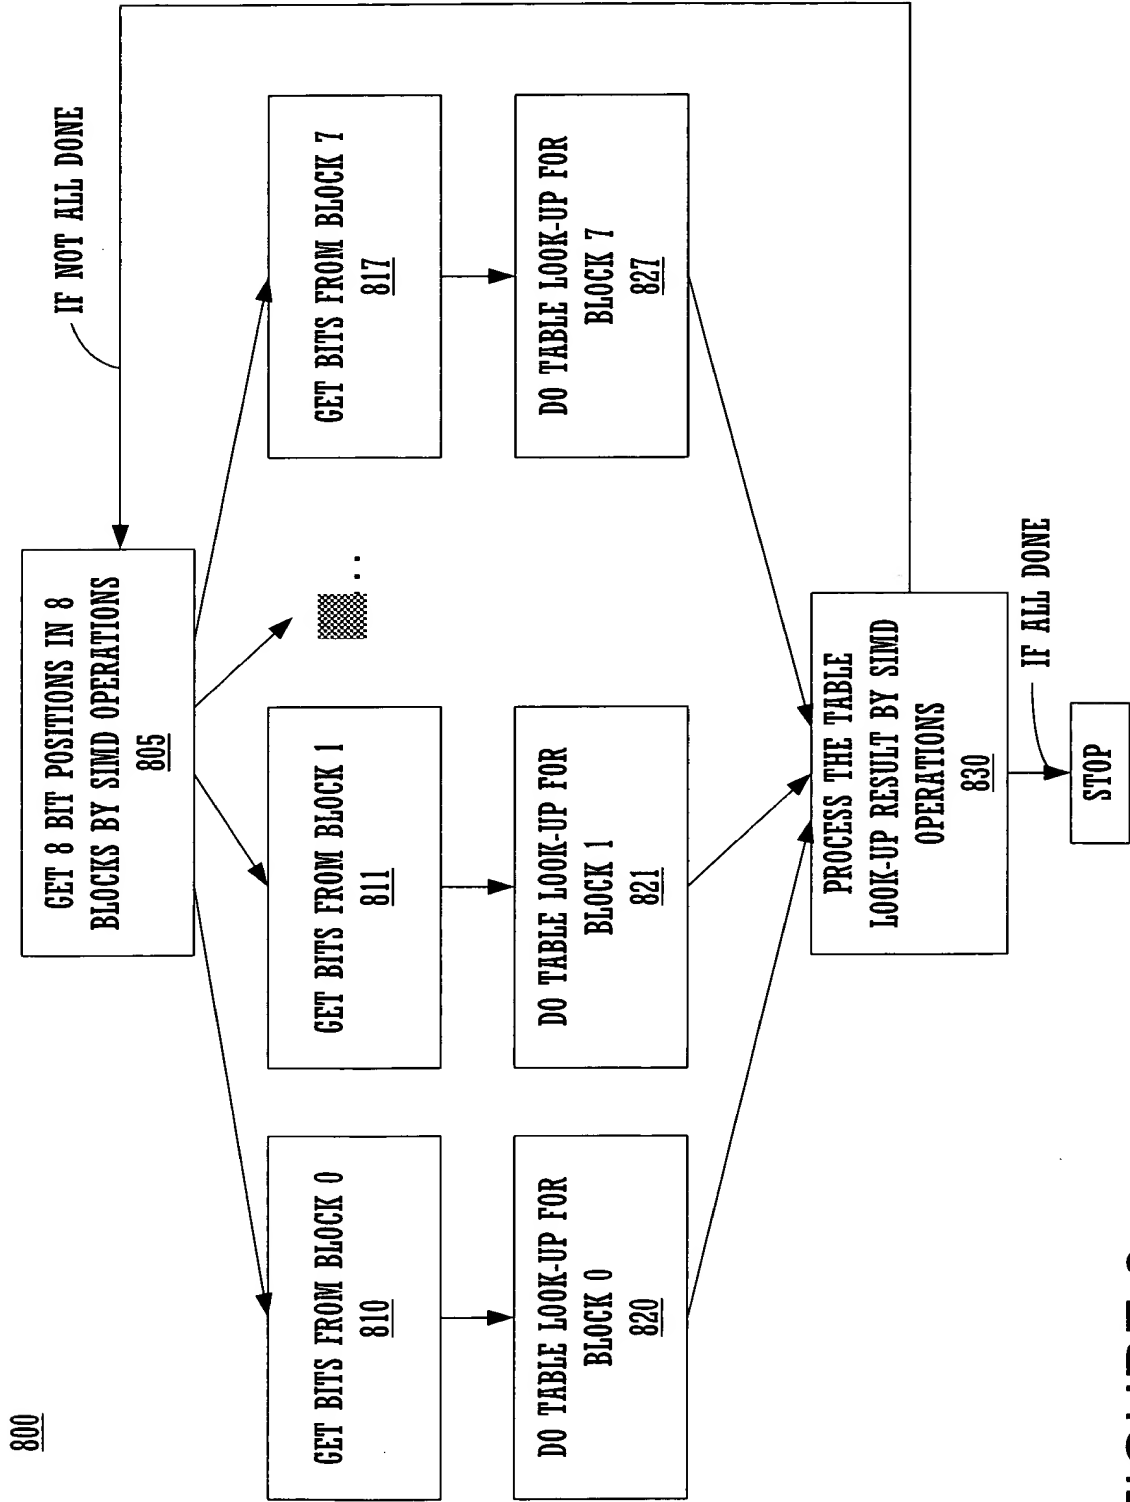 800
GET 8 BIT POSITIONS IN 8
BLOCKS BY SIMD OPERATIONS
805
IF NOT ALL DONE
GET BITS FROM BLOCK 0
810
GET BITS FROM BLOCK 1
811
GET BITS FROM BLOCK 7
817
DO TABLE LOOK-UP FOR
BLOCK 0
820
DO TABLE LOOK-UP FOR
BLOCK 1
821
DO TABLE LOOK-UP FOR
BLOCK 7
827
PROCESS THE TABLE
LOOK-UP RESULT BY SIMD
OPERATIONS
830
IF ALL DONE
STOP